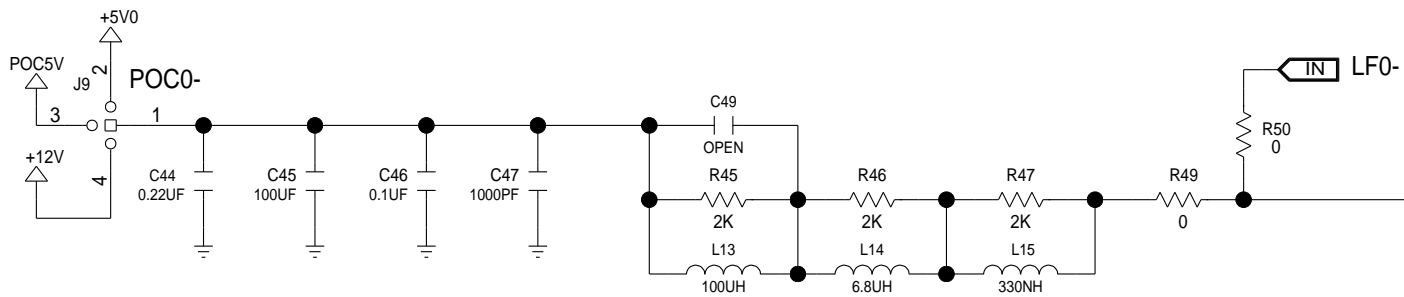 +5V0
POC5V
J9
2
POC0-
3
1
+12V
4
C44
0.22UF
C45
100UF
C46
0.1UF
C47
1000PF
C49
OPEN
R45
2K
L13
100UH
R46
2K
L14
6.8UH
R47
2K
L15
330NH
R49
0
R50
0
IN
LF0-